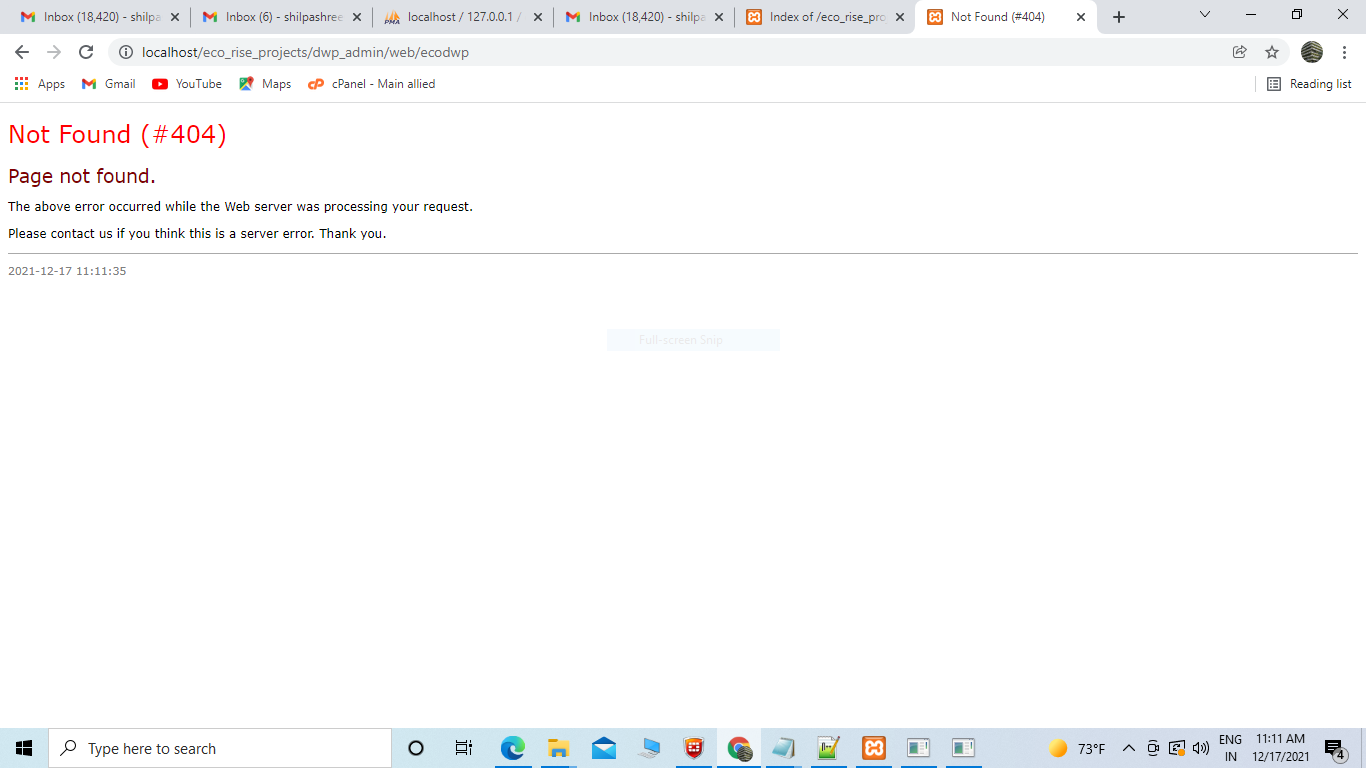 Inbox (18,420) - shilpa
Inbox (6) - shilpashree
PMA
localhost / 127.0.0.1 /
Inbox (18,420) - shilpa
Index of /eco_rise_pro
Not Found (#404)
localhost/eco_rise_projects/dwp_admin/web/ecodwp
Apps
Gmail
YouTube
Maps
cPanel - Main allied
Reading list
Not Found (#404)
Page not found.
The above error occurred while the Web server was processing your request.
Please contact us if you think this is a server error. Thank you.
2021-12-17 11:11:35
Full-screen Snip
Type here to search
73°F
ENG
IN
11:11 AM
12/17/2021
4